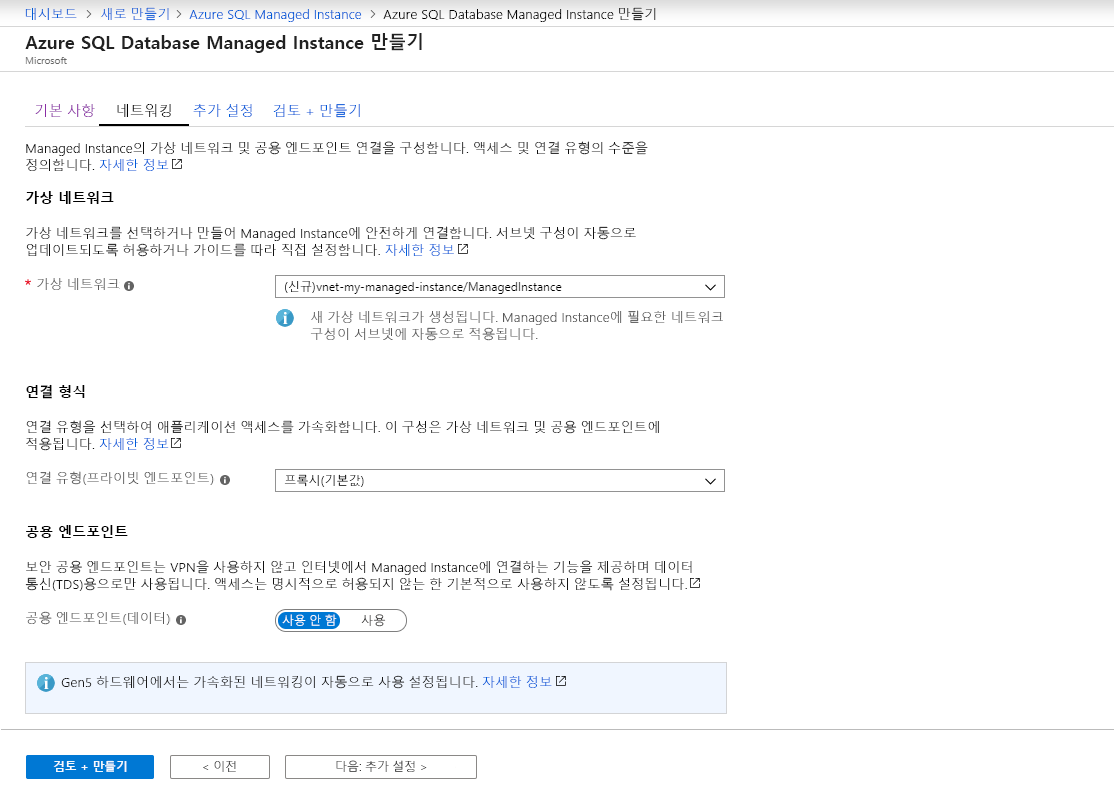 대시보드 > 새로 만들기 > Azure SQL Managed Instance > Azure SQL Database Managed Instance 만들기
Azure SQL Database Managed Instance 만들기
Microsoft
기본 사항 네트워킹 추가 설정 검토 + 만들기
Managed Instance의 가상 네트워크 및 공용 엔드포인트 연결을 구성합니다. 액세스 및 연결 유형의 수준을
정의합니다. 자세한 정보
가상 네트워크
가상 네트워크를 선택하거나 만들어 Managed Instance에 안전하게 연결합니다. 서브넷 구성이 자동으로
업데이트되도록 허용하거나 가이드를 따라 직접 설정합니다. 자세한 정보
* 가상 네트워크 (신규)vnet-my-managed-instance/ManagedInstance
새 가상 네트워크가 생성됩니다. Managed Instance에 필요한 네트워크
구성이 서브넷에 자동으로 적용됩니다.
연결 형식
연결 유형을 선택하여 애플리케이션 액세스를 가속화합니다. 이 구성은 가상 네트워크 및 공용 엔드포인트에
적용됩니다. 자세한 정보
연결 유형(프라이빗 엔드포인트) 프록시(기본값)
공용 엔드포인트
보안 공용 엔드포인트는 VPN을 사용하지 않고 인터넷에서 Managed Instance에 연결하는 기능을 제공하며 데이터
통신(TDS)용으로만 사용됩니다. 액세스는 명시적으로 허용되지 않는 한 기본적으로 사용하지 않도록 설정됩니다.
공용 엔드포인트(데이터) 사용 안 함 사용
Gen5 하드웨어에서는 가속화된 네트워킹이 자동으로 사용 설정됩니다. 자세한 정보
검토 + 만들기 < 이전 다음: 추가 설정 >